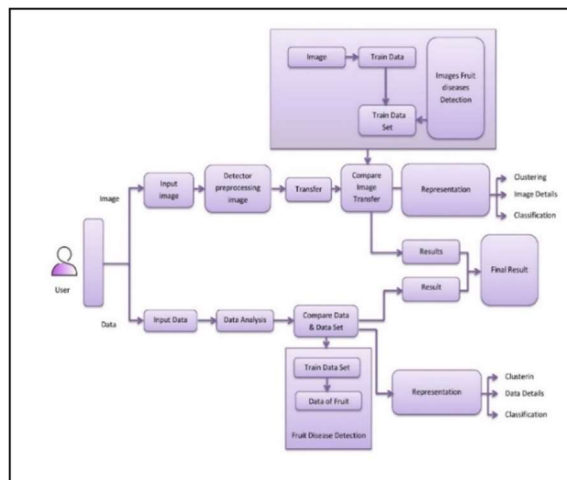 Image
Train Data
Images Fruit
diseases
Detection
Train Data
Set
Image
Input
image
Detector
preprocessing
image
Transfer
Compare
Image
Transfer
Representation
Clustering
Image Details
Classification
User
Results
Result
Final Result
Data
Input Data
Data Analysis
Compare Data
& Data Set
Train Data Set
Data of Fruit
Fruit Disease Detection
Representation
Clusterin
Data Details
Classification